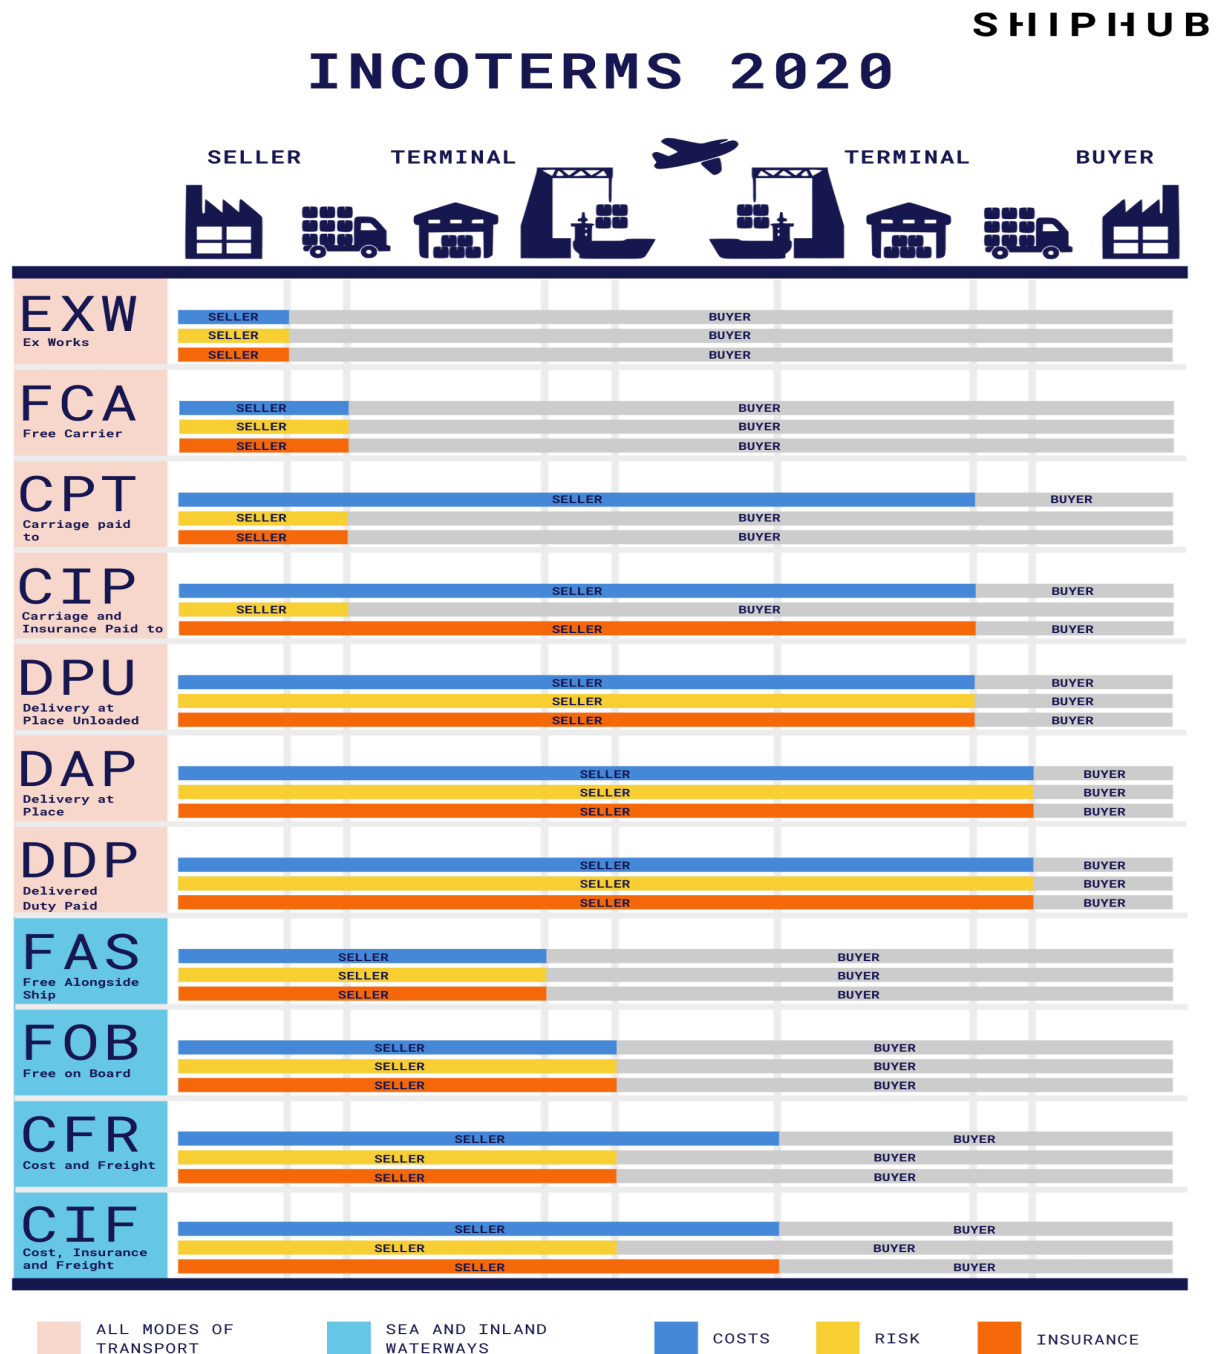 SHIPHUB
INCOTERMS 2020
SELLER
TERMINAL
TERMINAL
BUYER
EXW
Ex Works
SELLER BUYER
SELLER BUYER
SELLER BUYER
FCA
Free Carrier
SELLER BUYER
SELLER BUYER
SELLER BUYER
CPT
Carriage paid
to
SELLER BUYER
SELLER BUYER
SELLER BUYER
CIP
Carriage and
Insurance Paid to
SELLER BUYER
SELLER BUYER
SELLER BUYER
DPU
Delivery at
Place Unloaded
SELLER BUYER
SELLER BUYER
SELLER BUYER
DAP
Delivery at
Place
SELLER BUYER
SELLER BUYER
SELLER BUYER
DDP
Delivered
Duty Paid
SELLER BUYER
SELLER BUYER
SELLER BUYER
FAS
Free Alongside
Ship
SELLER BUYER
SELLER BUYER
SELLER BUYER
FOB
Free on Board
SELLER BUYER
SELLER BUYER
SELLER BUYER
CFR
Cost and Freight
SELLER BUYER
SELLER BUYER
SELLER BUYER
CIF
Cost, Insurance
and Freight
SELLER BUYER
SELLER BUYER
SELLER BUYER
ALL MODES OF
TRANSPORT
SEA AND INLAND
WATERWAYS
COSTS
RISK
INSURANCE